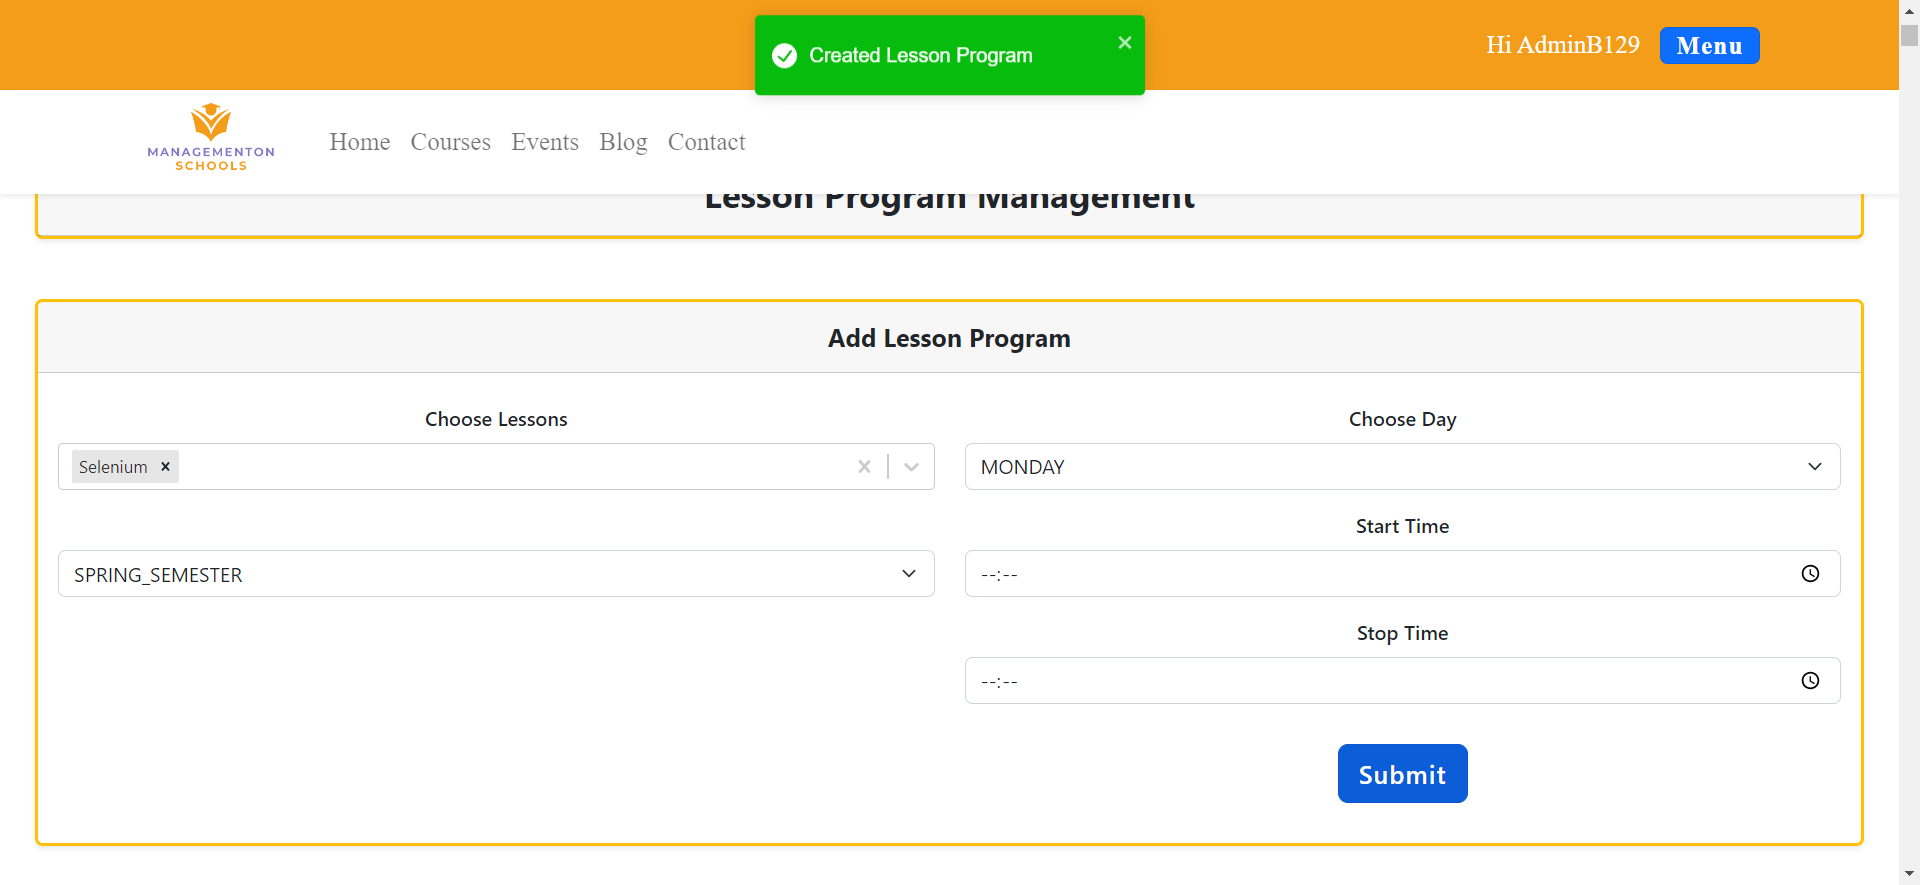 Created Lesson Program
Hi AdminB129
Menu
MANAGEMENTON
SCHOOLS
Home Courses Events Blog Contact
Lesson Program Management
Add Lesson Program
Choose Lessons
Choose Day
Selenium
MONDAY
Start Time
SPRING_SEMESTER
--:--
Stop Time
--:--
Submit